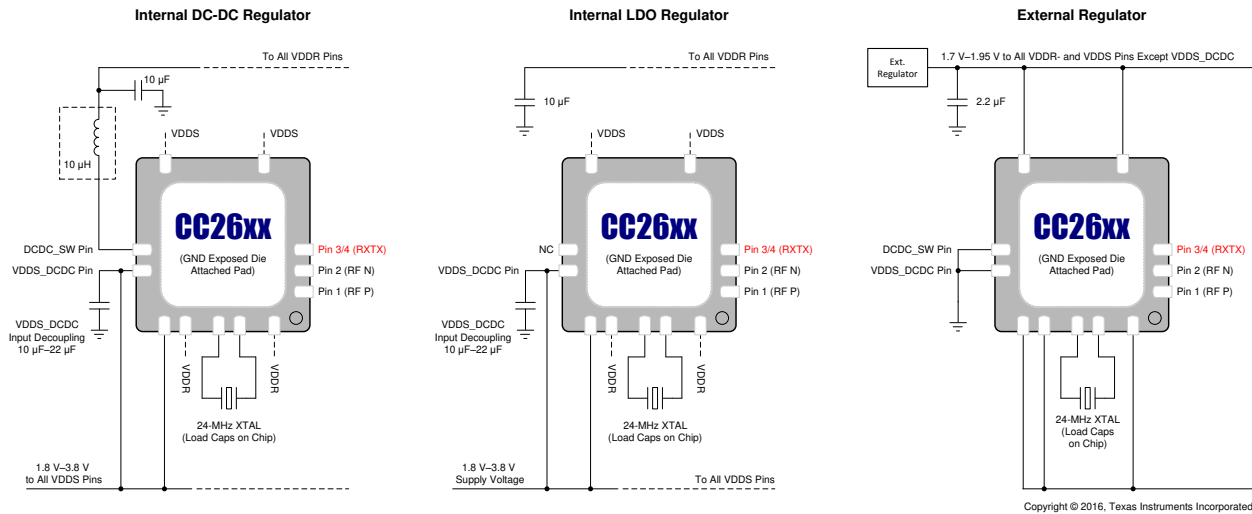 Internal DC-DC Regulator
To All VDDR Pins
10 µF
10 µH
VDDS
VDDS
CC26xx
(GND Exposed Die
Attached Pad)
DCDC_SW Pin
VDDS_DCDC Pin
Pin 3/4 (RXTX)
Pin 2 (RF N)
Pin 1 (RF P)
VDDS_DCDC
Input Decoupling
10 µF–22 µF
VDDR
VDDR
24-MHz XTAL
(Load Caps on Chip)
1.8 V–3.8 V
to All VDDS Pins
Internal LDO Regulator
To All VDDR Pins
10 µF
VDDS
VDDS
CC26xx
(GND Exposed Die
Attached Pad)
NC
VDDS_DCDC Pin
Pin 3/4 (RXTX)
Pin 2 (RF N)
Pin 1 (RF P)
VDDS_DCDC
Input Decoupling
10 µF–22 µF
VDDR
VDDR
24-MHz XTAL
(Load Caps on Chip)
1.8 V–3.8 V
Supply Voltage
To All VDDS Pins
External Regulator
Ext.
Regulator
1.7 V–1.95 V to All VDDR- and VDDS Pins Except VDDS_DCDC
2.2 µF
CC26xx
(GND Exposed Die
Attached Pad)
DCDC_SW Pin
VDDS_DCDC Pin
Pin 3/4 (RXTX)
Pin 2 (RF N)
Pin 1 (RF P)
24-MHz XTAL
(Load Caps
on Chip)
Copyright © 2016, Texas Instruments Incorporated